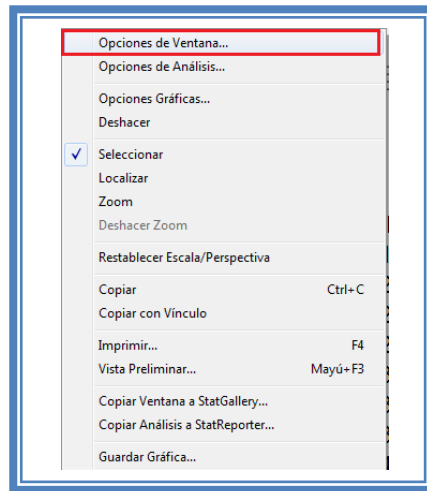 Opciones de Ventana...
Opciones de Análisis...
Opciones Gráficas...
Deshacer
Seleccionar
Localizar
Zoom
Deshacer Zoom
Restablecer Escala/Perspectiva
Copiar Ctrl+C
Copiar con Vínculo
Imprimir... F4
Vista Preliminar... Mayú+F3
Copiar Ventana a StatGallery...
Copiar Análisis a StatReporter...
Guardar Gráfica...